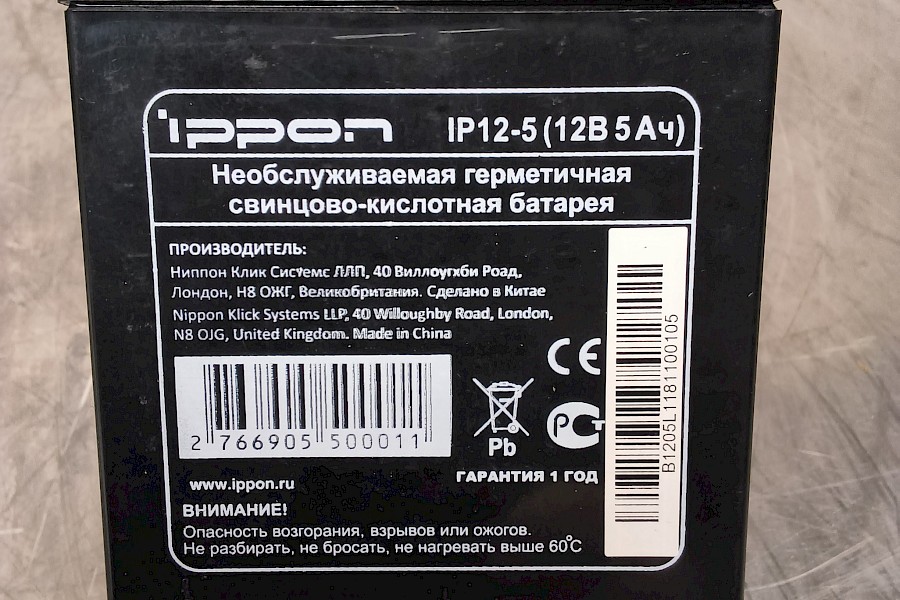 ippon IP12-5 (12В 5Ач)
Необслуживаемая герметичная
свинцово-кислотная батарея
ПРОИЗВОДИТЕЛЬ:
Ниппон Клик Системс ЛЛП, 40 Виллоугхби Роад,
Лондон, Н8 ОЖГ, Великобритания. Сделано в Китае
Nippon Klick Systems LLP, 40 Willoughby Road, London,
N8 OJG, United Kingdom. Made in China
CE
2 766905 500011
Pb
РСТ
ГАРАНТИЯ 1 ГОД
B1205L1181100105
www.ippon.ru
ВНИМАНИЕ!
Опасность возгорания, взрывов или ожогов.
Не разбирать, не бросать, не нагревать выше 60°C